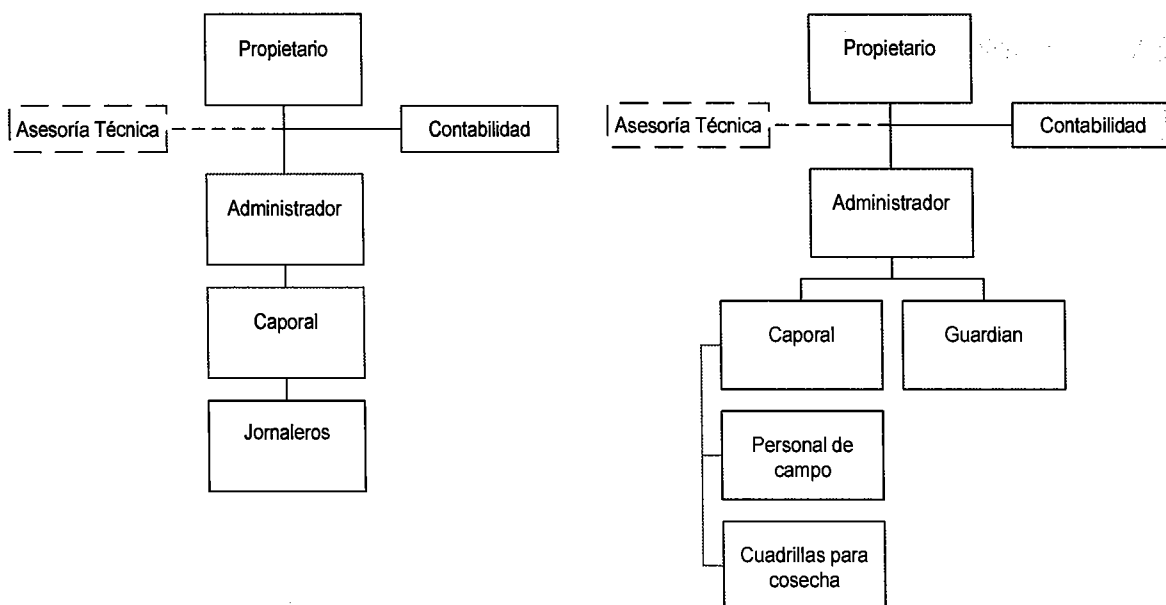 Propietario
Asesoría Técnica
Contabilidad
Administrador
Caporal
Jornaleros
Propietario
Asesoría Técnica
Contabilidad
Administrador
Caporal
Guardian
Personal de
campo
Cuadrillas para
cosecha